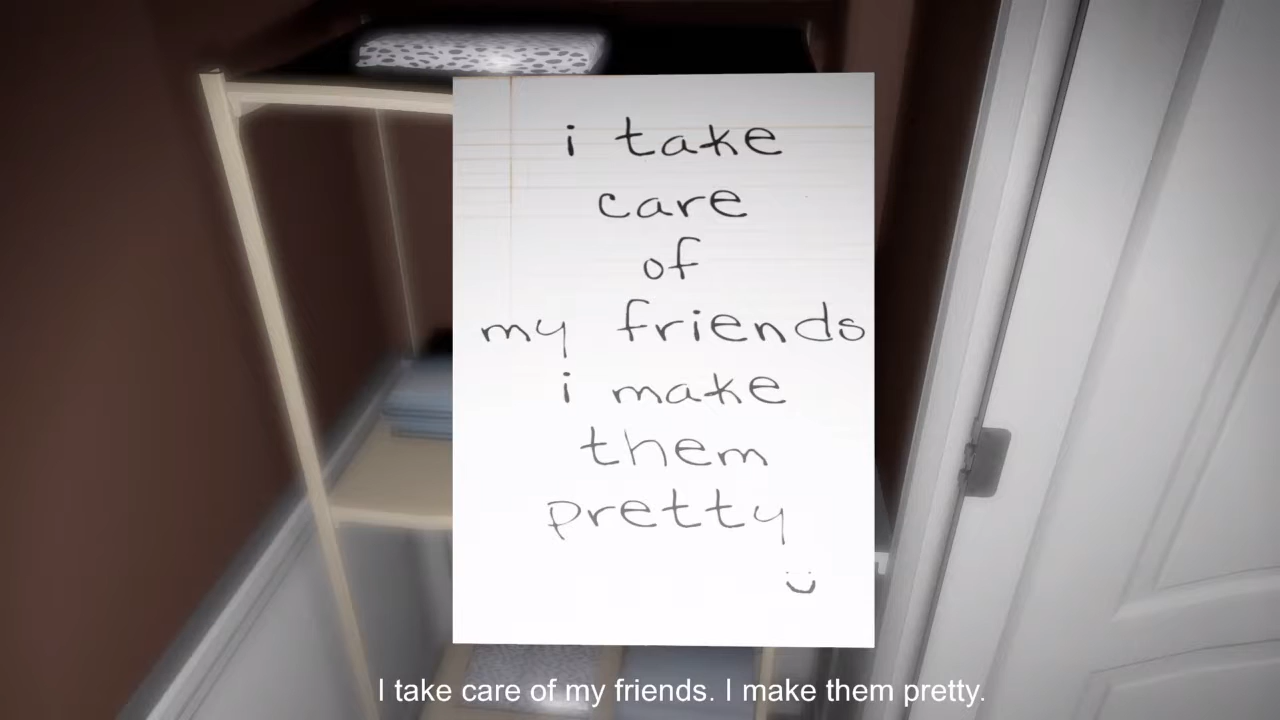 i take
care
of
my friends
i make
them
pretty
I take care of my friends. I make them pretty.